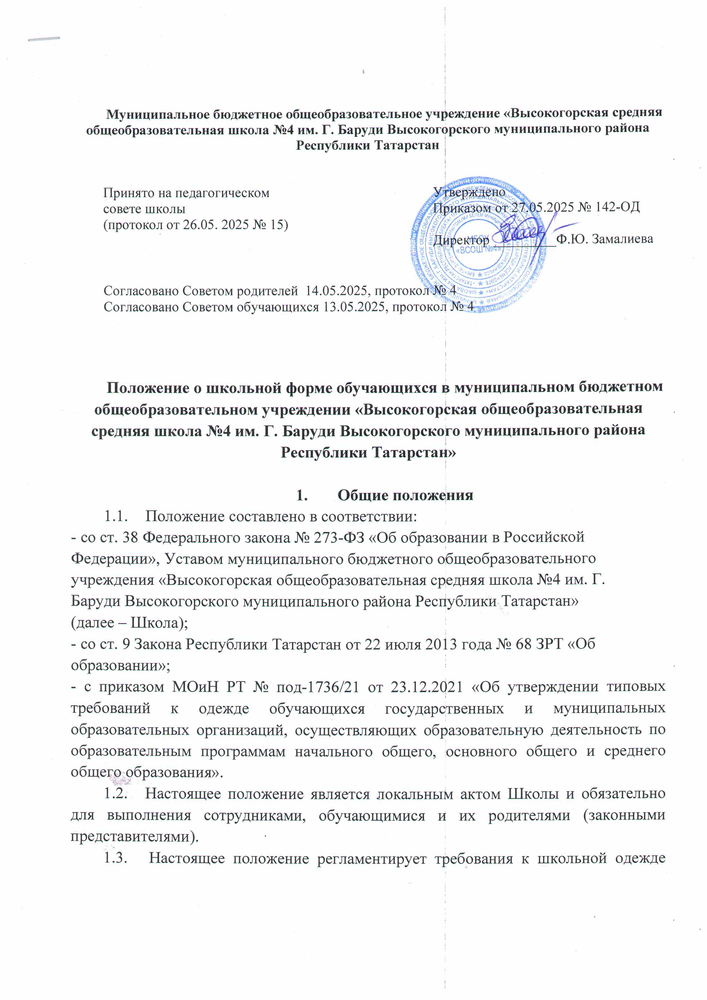 Муниципальное бюджетное общеобразовательное учреждение «Высокогорская средняя
общеобразовательная школа №4 им. Г. Баруди Высокогорского муниципального района
Республики Татарстан
Принято на педагогическом
совете школы
(протокол от 26.05. 2025 № 15)
Утверждено
Приказом от 27.05.2025 № 142-ОД
Директор __________Ф.Ю. Замалиева
МБОУ
«ВСОШ №4»
Согласовано Советом родителей 14.05.2025, протокол № 4
Согласовано Советом обучающихся 13.05.2025, протокол № 4
Положение о школьной форме обучающихся в муниципальном бюджетном
общеобразовательном учреждении «Высокогорская общеобразовательная
средняя школа №4 им. Г. Баруди Высокогорского муниципального района
Республики Татарстан»
1. Общие положения
1.1. Положение составлено в соответствии:
- со ст. 38 Федерального закона № 273-ФЗ «Об образовании в Российской
Федерации», Уставом муниципального бюджетного общеобразовательного
учреждения «Высокогорская общеобразовательная средняя школа №4 им. Г.
Баруди Высокогорского муниципального района Республики Татарстан»
(далее – Школа);
- со ст. 9 Закона Республики Татарстан от 22 июля 2013 года № 68 ЗРТ «Об
образовании»;
- с приказом МОиН РТ № под-1736/21 от 23.12.2021 «Об утверждении типовых
требований к одежде обучающихся государственных и муниципальных
образовательных организаций, осуществляющих образовательную деятельность по
образовательным программам начального общего, основного общего и среднего
общего образования».
1.2. Настоящее положение является локальным актом Школы и обязательно
для выполнения сотрудниками, обучающимися и их родителями (законными
представителями).
1.3. Настоящее положение регламентирует требования к школьной одежде